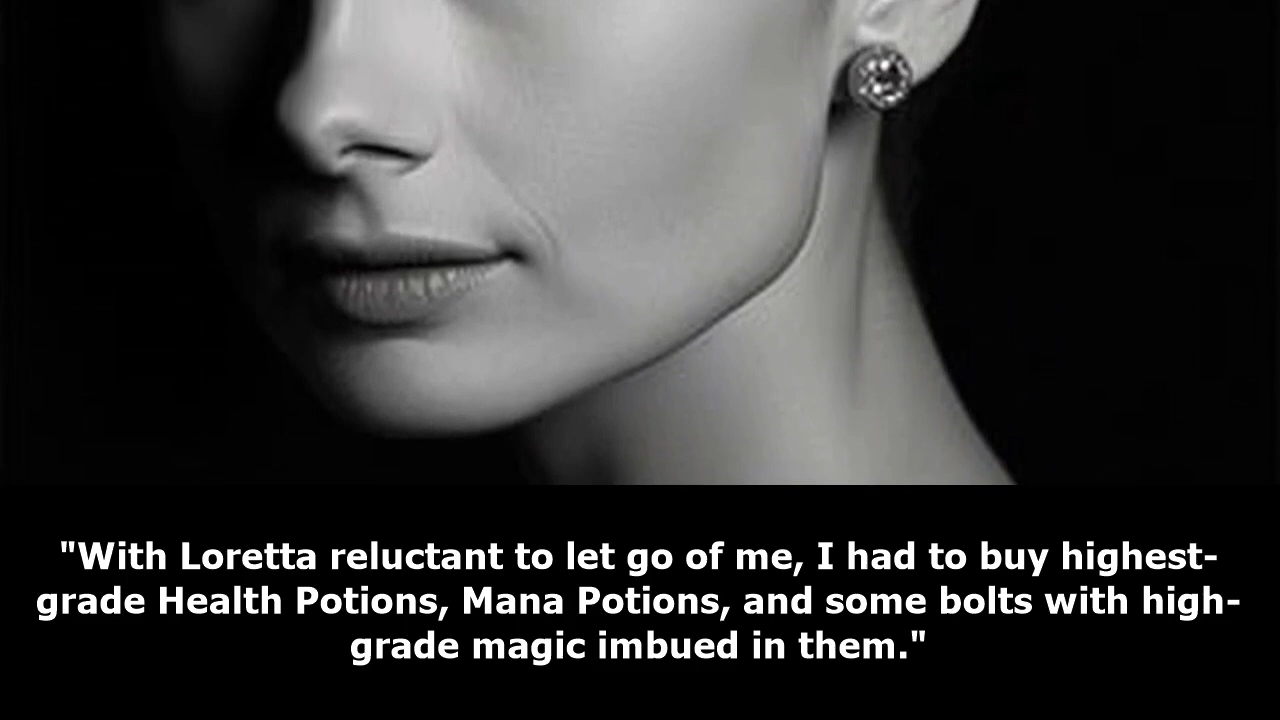 "With Loretta reluctant to let go of me, I had to buy highest-
grade Health Potions, Mana Potions, and some bolts with high-
grade magic imbued in them."